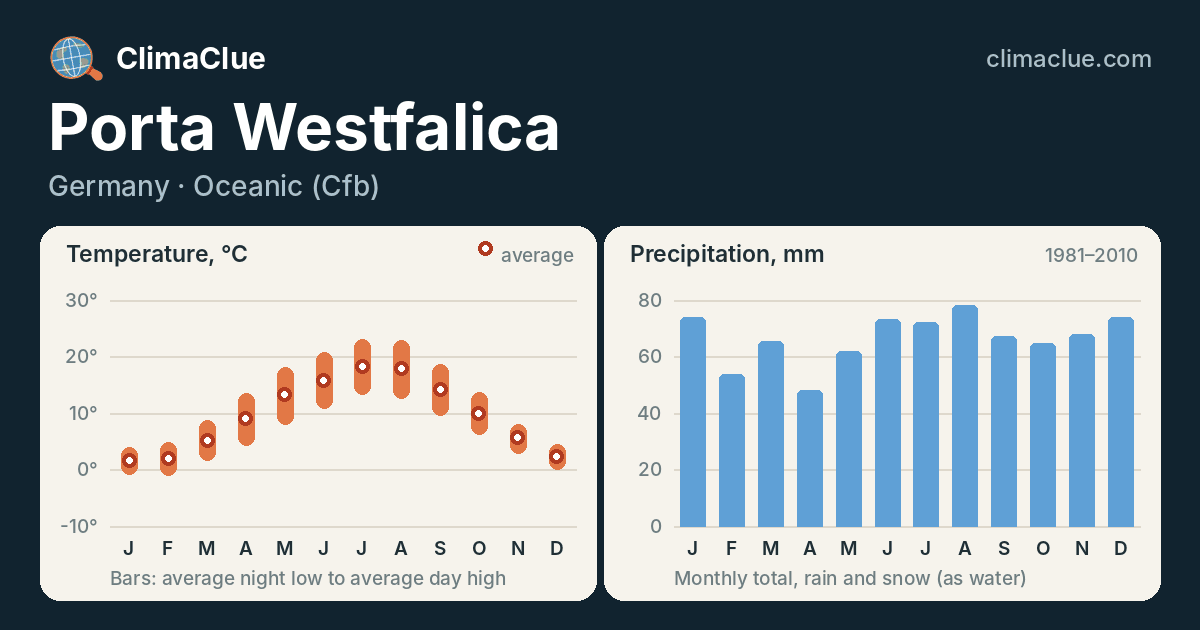 ClimaClue
climaclue.com
Porta Westfalica
Germany · Oceanic (Cfb)
Temperature, °C
average
30°
20°
10°
0°
-10°
J F M A M J J A S O N D
Bars: average night low to average day high
Precipitation, mm
1981–2010
80
60
40
20
0
J F M A M J J A S O N D
Monthly total, rain and snow (as water)